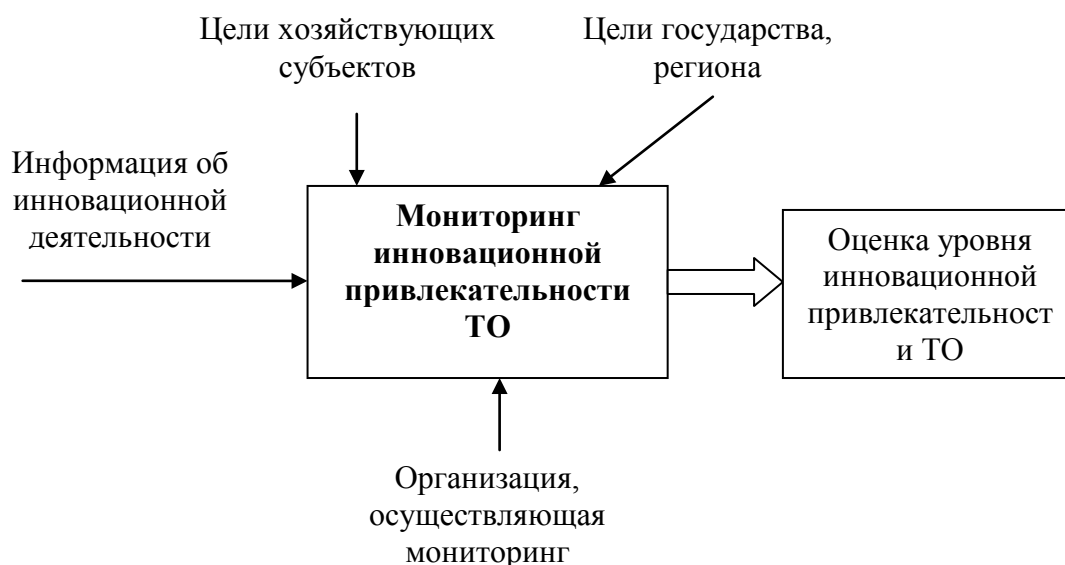 Цели хозяйствующих
субъектов
Цели государства,
региона
Информация об
инновационной
деятельности
Мониторинг
инновационной
привлекательности
ТО
Оценка уровня
инновационной
привлекательност
и ТО
Организация,
осуществляющая
мониторинг